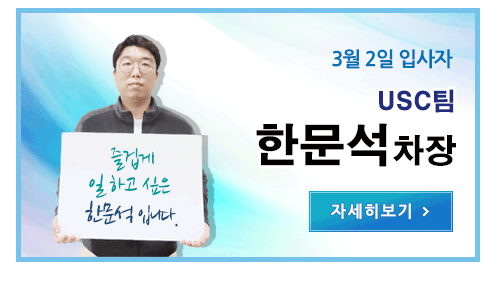 3월 2일 입사자
USC팀
한문석차장
자세히보기 >
즐겁게
일하고 싶은
한문석 입니다.